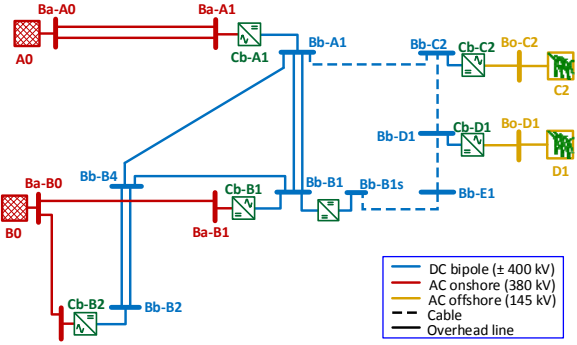 Ba-A0
Ba-A1
A0
Cb-A1
Bb-A1
Bb-C2
Cb-C2
Bo-C2
C2
Bb-D1
Cb-D1
Bo-D1
D1
Bb-B4
Ba-B0
Cb-B1
Bb-B1
Bb-B1s
Bb-E1
B0
Ba-B1
Cb-B2
Bb-B2
DC bipole (± 400 kV)
AC onshore (380 kV)
AC offshore (145 kV)
Cable
Overhead line